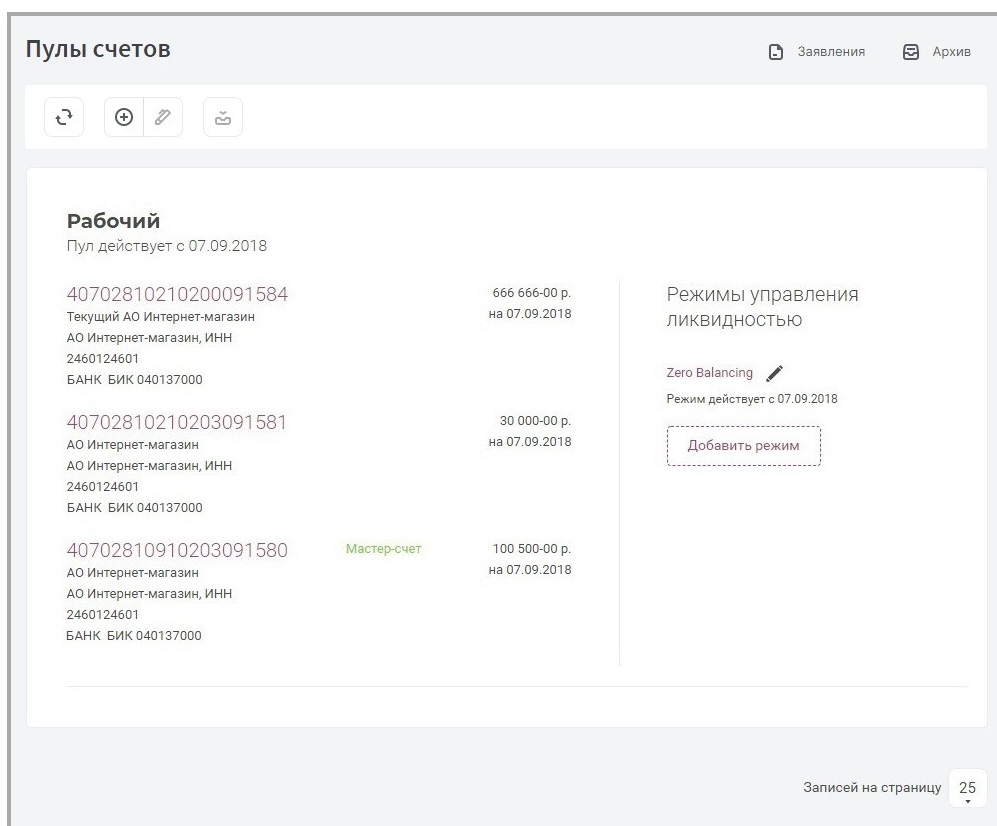 Пулы счетов
Заявления
Архив
Рабочий
Пул действует с 07.09.2018
40702810210200091584
666 666-00 р.
Текущий АО Интернет-магазин
на 07.09.2018
АО Интернет-магазин, ИНН
2460124601
БАНК БИК 040137000
40702810210203091581
30 000-00 р.
АО Интернет-магазин
на 07.09.2018
АО Интернет-магазин, ИНН
2460124601
БАНК БИК 040137000
40702810910203091580
Мастер-счет
100 500-00 р.
АО Интернет-магазин
на 07.09.2018
АО Интернет-магазин, ИНН
2460124601
БАНК БИК 040137000
Режимы управления
ликвидностью
Zero Balancing
Режим действует с 07.09.2018
Добавить режим
Записей на страницу 25